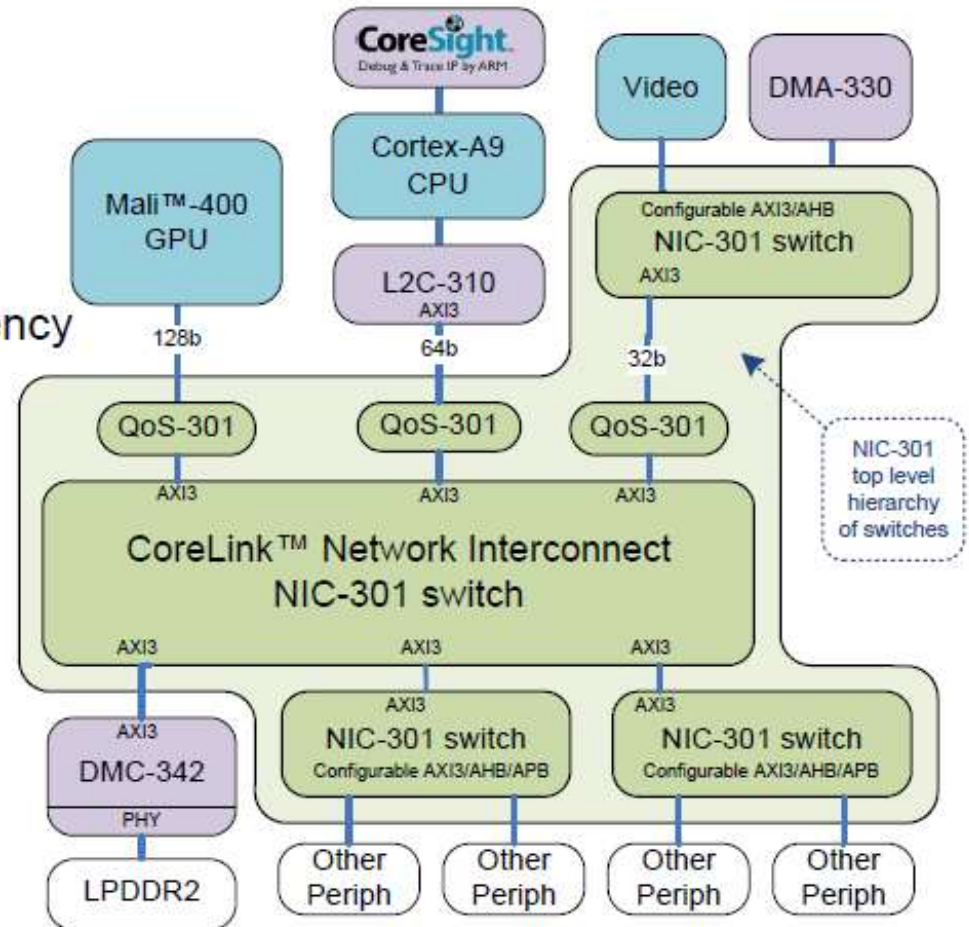 CoreSight™
Debug & Trace IP by ARM
Video
DMA-330
Cortex-A9
CPU
Mali™-400
GPU
Configurable AXI3/AHB
NIC-301 switch
AXI3
L2C-310
AXI3
ency
128b
64b
32b
QoS-301
QoS-301
QoS-301
NIC-301
top level
hierarchy
of switches
AXI3
AXI3
AXI3
CoreLink™ Network Interconnect
NIC-301 switch
AXI3
AXI3
AXI3
AXI3
DMC-342
PHY
LPDDR2
AXI3
NIC-301 switch
Configurable AXI3/AHB/APB
AXI3
NIC-301 switch
Configurable AXI3/AHB/APB
Other
Periph
Other
Periph
Other
Periph
Other
Periph